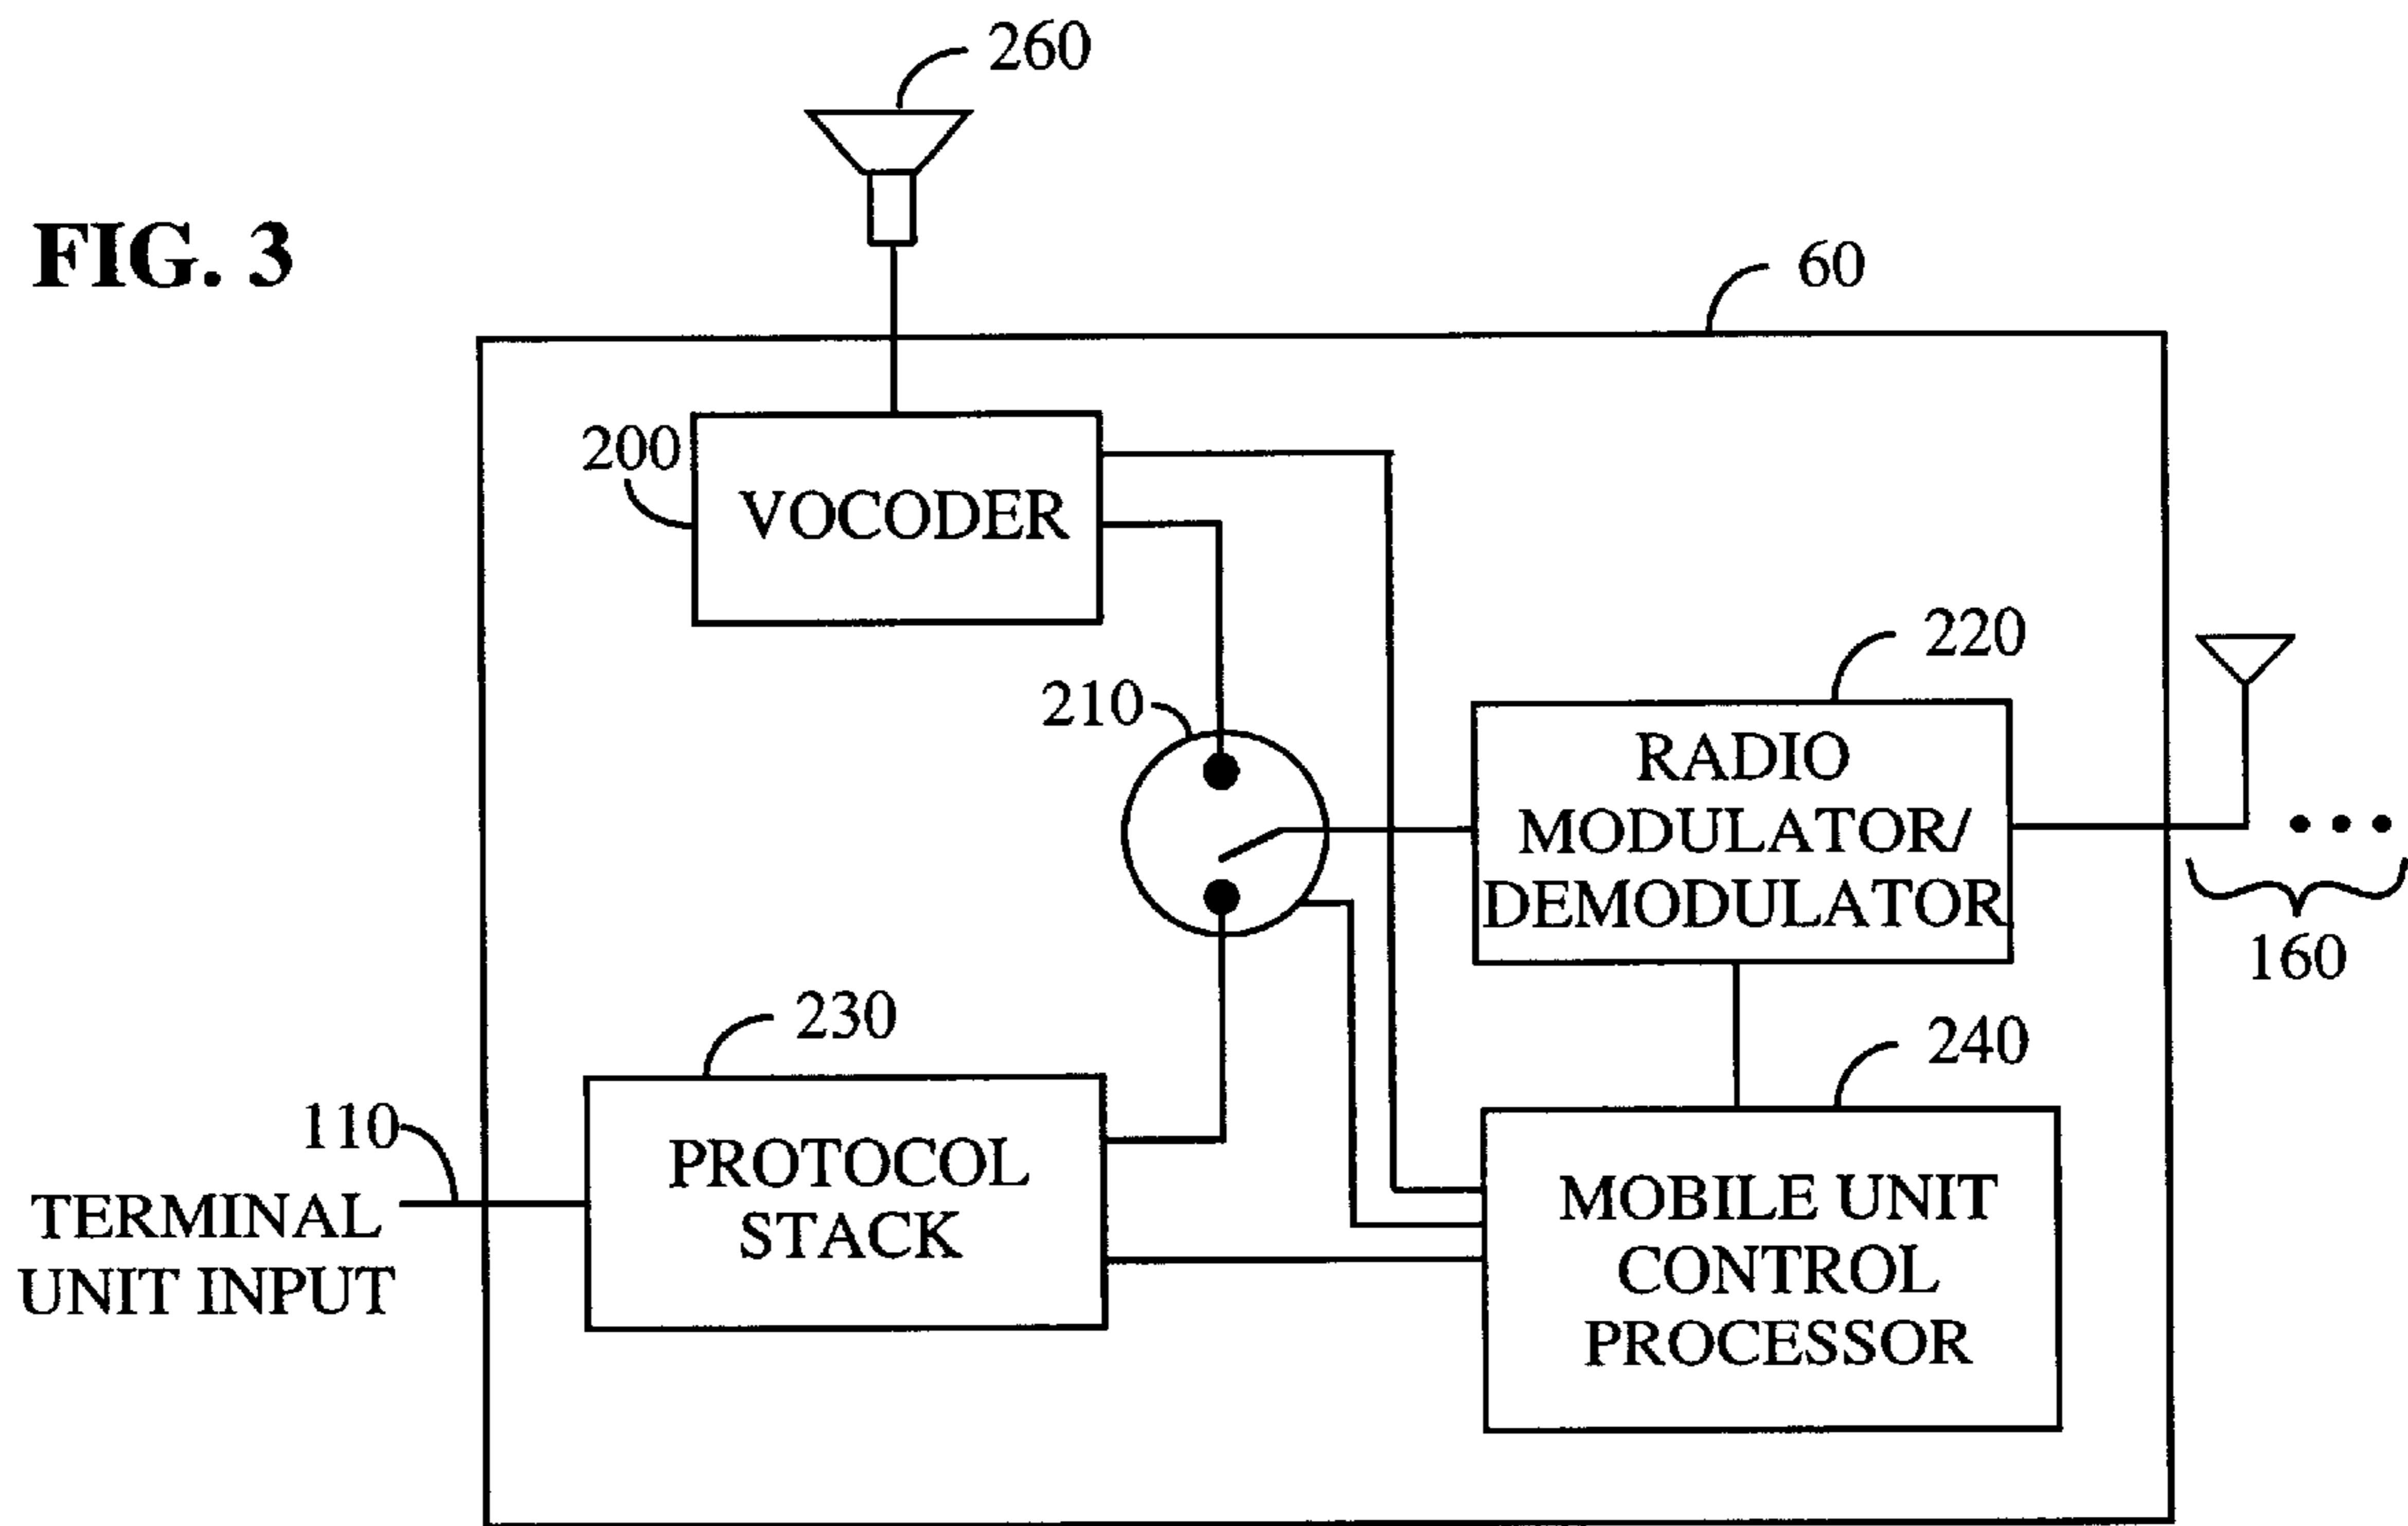 260
FIG. 3
60
200
VOCODER
220
210
RADIO
MODULATOR/
DEMODULATOR
160
230
240
110
PROTOCOL
STACK
TERMINAL
UNIT INPUT
MOBILE UNIT
CONTROL
PROCESSOR